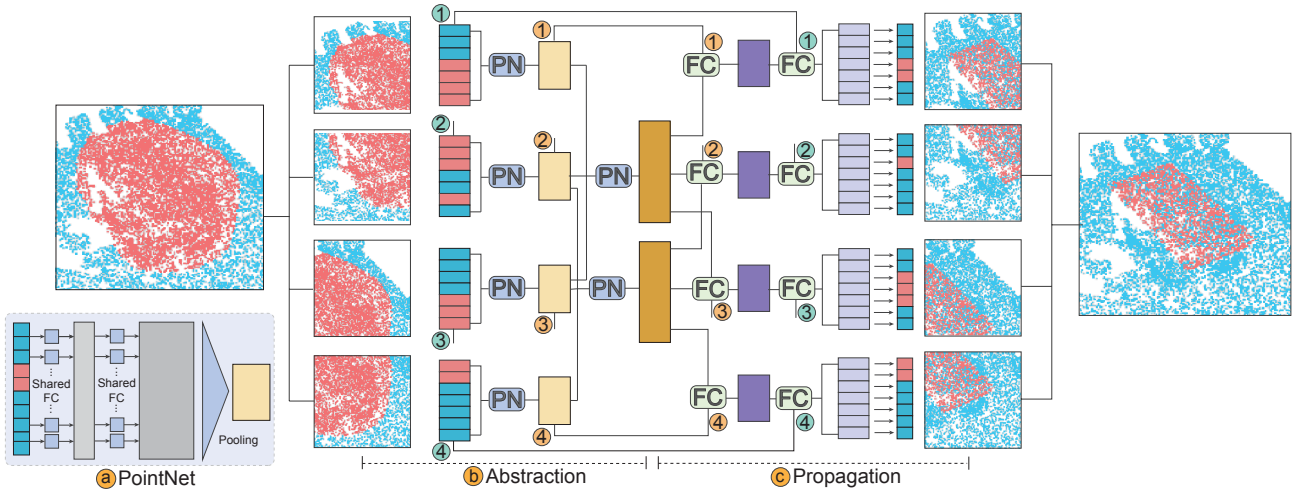 1 1 1 1
PN FC FC
2 2 2 2
PN PN FC FC
PN PN FC FC
3 3 3 3
Shared FC Shared FC
PN FC FC
Pooling
4 4 4 4
a PointNet
b Abstraction
c Propagation